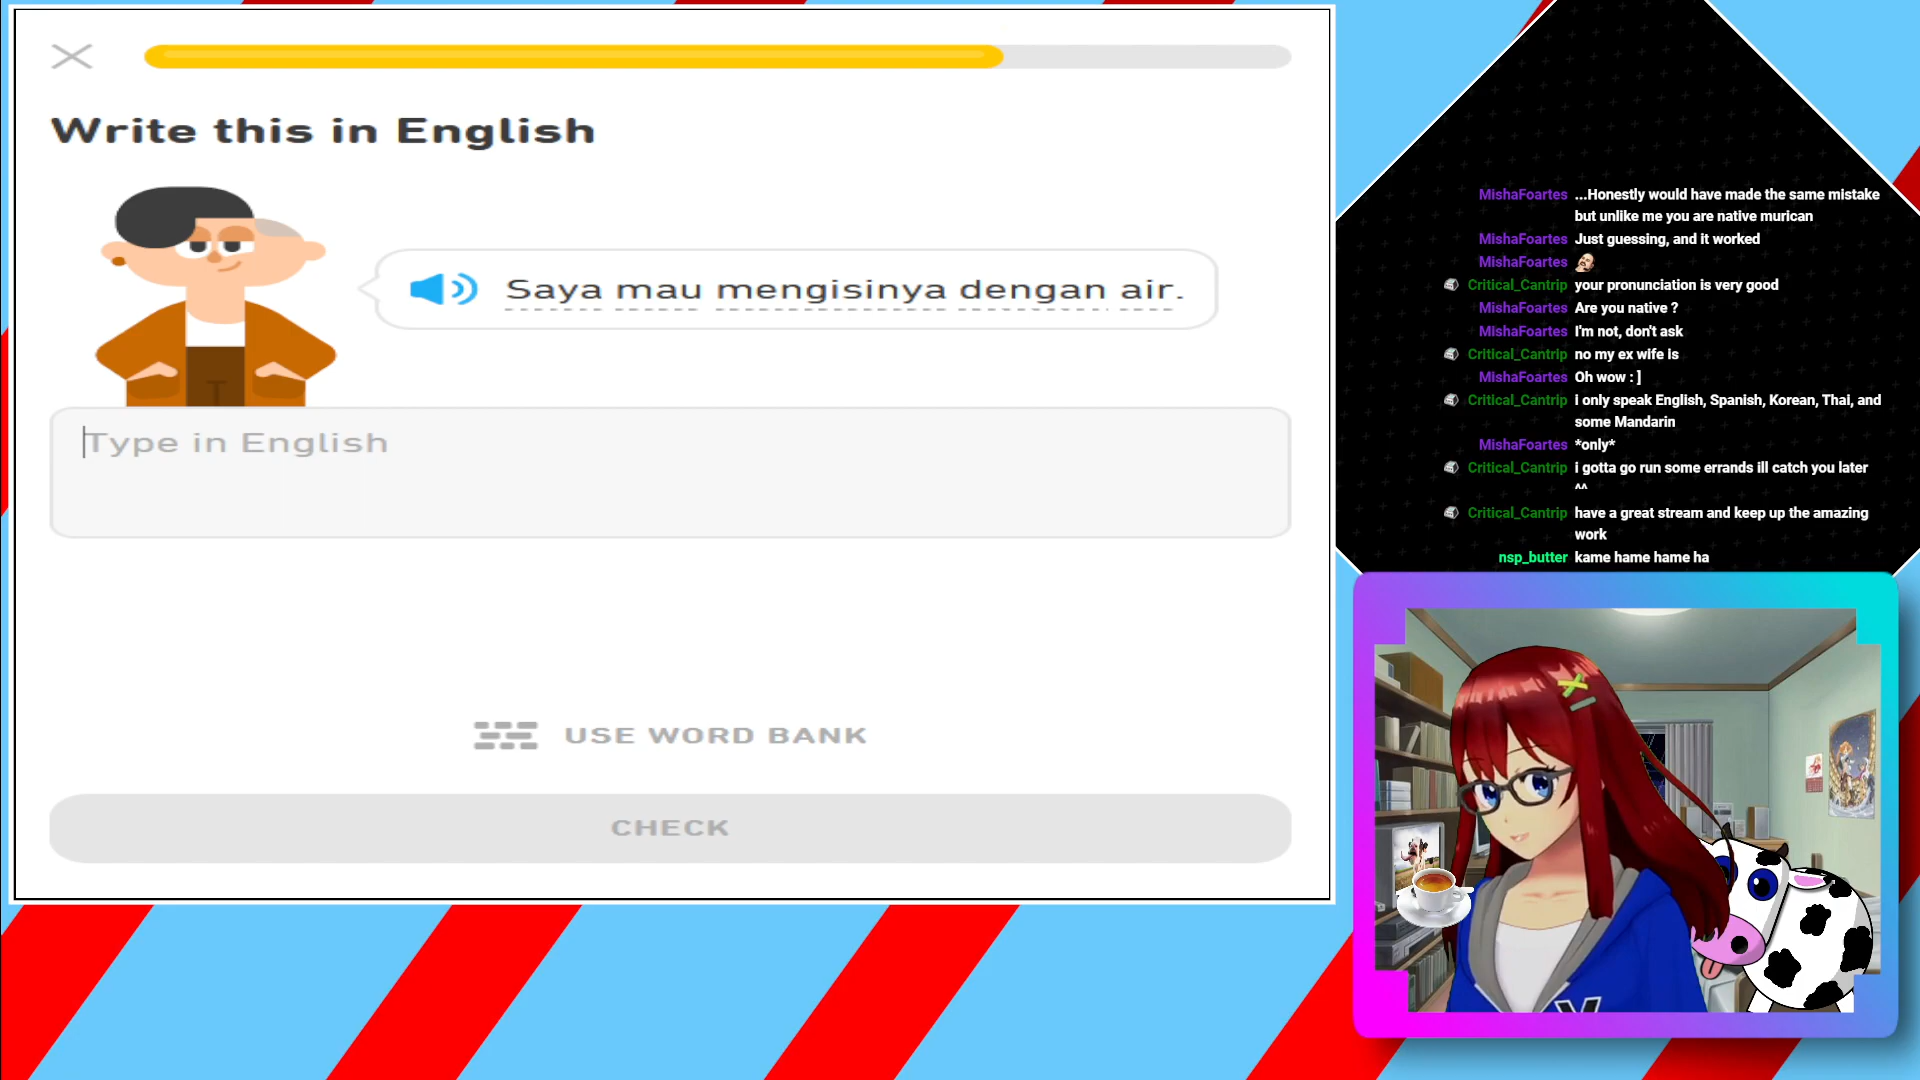 Write this in English
Saya mau mengisinya dengan air.
Type in English
USE WORD BANK
CHECK
MishaFoartes ...Honestly would have made the same mistake
but unlike me you are native murican
MishaFoartes Just guessing, and it worked
MishaFoartes
Critical_Cantrip your pronunciation is very good
MishaFoartes Are you native ?
MishaFoartes I'm not, don't ask
Critical_Cantrip no my ex wife is
MishaFoartes Oh wow : ]
Critical_Cantrip i only speak English, Spanish, Korean, Thai, and
some Mandarin
MishaFoartes *only*
Critical_Cantrip i gotta go run some errands ill catch you later
^^
Critical_Cantrip have a great stream and keep up the amazing
work
nsp_butter kame hame hame ha